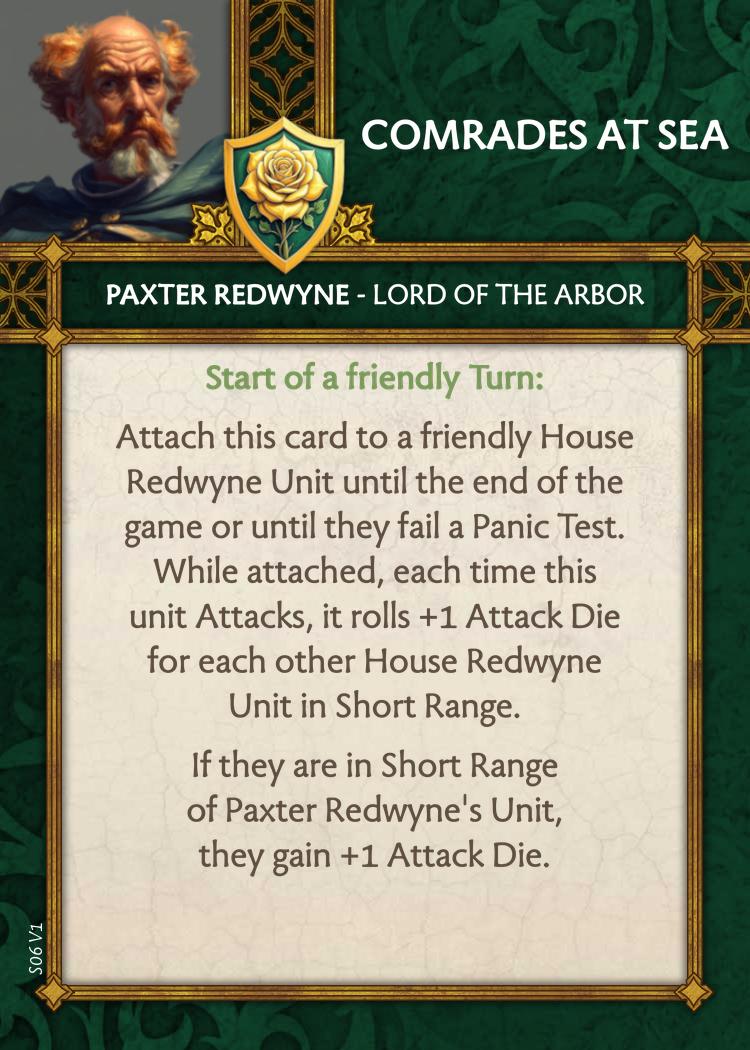 COMRADES AT SEA
PAXTER REDWYNE - LORD OF THE ARBOR
Start of a friendly Turn:
Attach this card to a friendly House
Redwyne Unit until the end of the
game or until they fail a Panic Test.
While attached, each time this
unit Attacks, it rolls +1 Attack Die
for each other House Redwyne
Unit in Short Range.
If they are in Short Range
of Paxter Redwyne's Unit,
they gain +1 Attack Die.
S06 V1